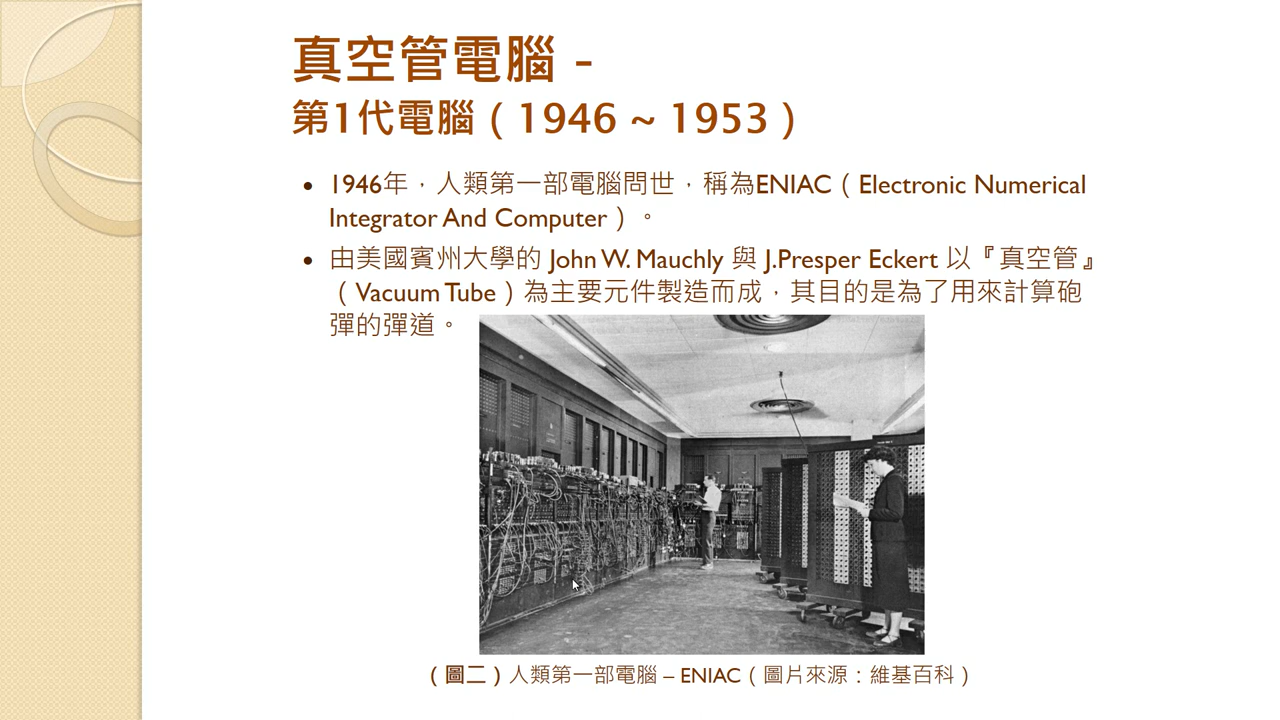 真空管電腦 -
第1代電腦（1946 ~ 1953）
• 1946年，人類第一部電腦問世，稱為ENIAC（Electronic Numerical
Integrator And Computer）。
• 由美國賓州大學的 John W. Mauchly 與 J.Presper Eckert 以『真空管』
（Vacuum Tube）為主要元件製造而成，其目的是為了用來計算砲
彈的彈道。
（圖二）人類第一部電腦 – ENIAC（圖片來源：維基百科）